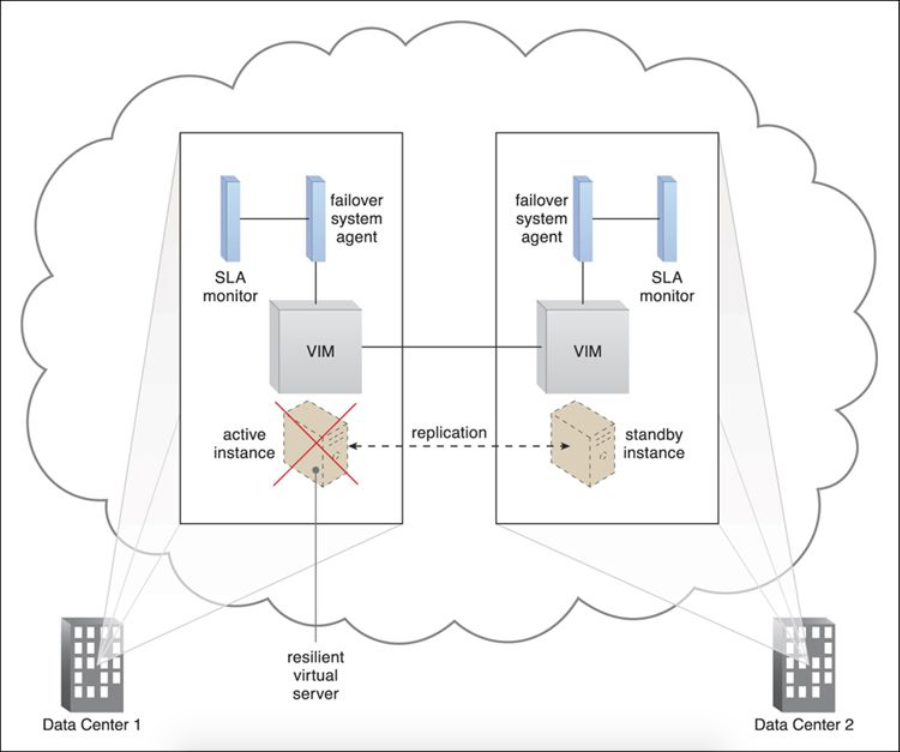 failover
system
agent
SLA
monitor
VIM
active
instance
failover
system
agent
SLA
monitor
VIM
replication
standby
instance
resilient
virtual
server
Data Center 1
Data Center 2